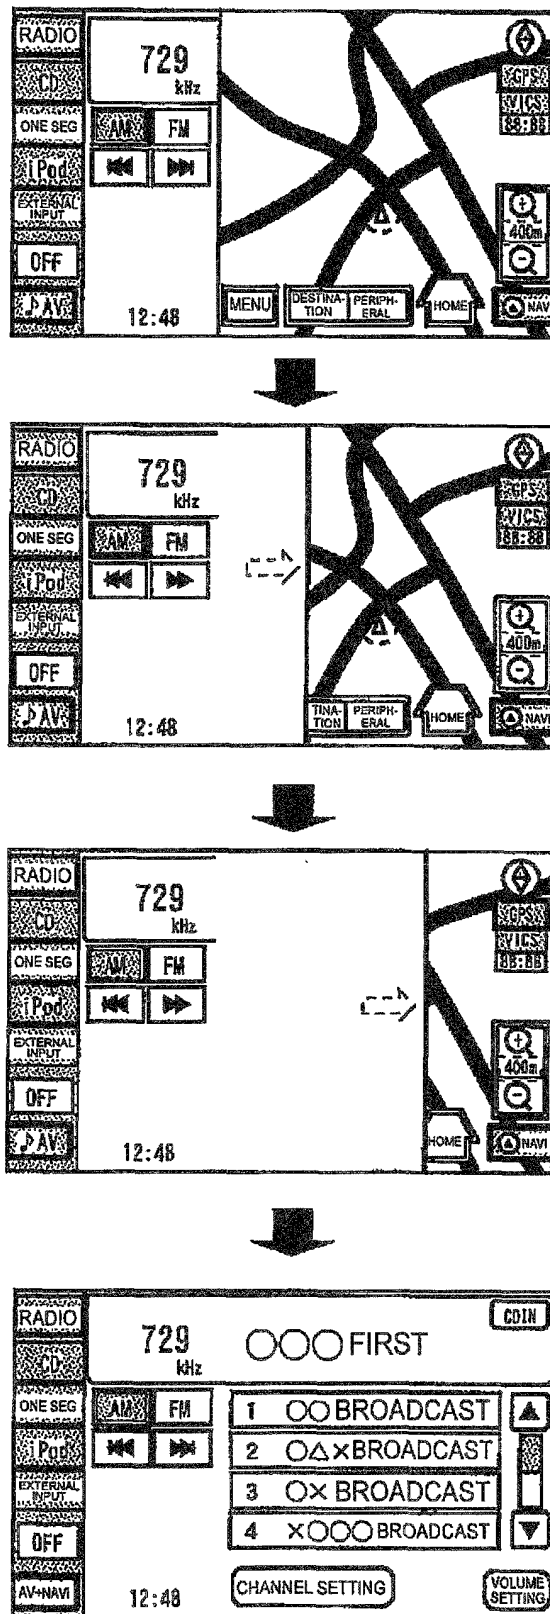 RADIO
CD
ONE SEG
iPod
EXTERNAL
INPUT
OFF
♪AV
729
kHz
AM FM
12:48
MENU
DESTINA-
TION
PERIPH-
ERAL
HOME
GPS
VICS
88:88
400m
NAVI
RADIO
CD
ONE SEG
iPod
EXTERNAL
INPUT
OFF
♪AV
729
kHz
AM FM
12:48
TINA-
TION
PERIPH-
ERAL
HOME
GPS
VICS
88:88
400m
NAVI
RADIO
CD
ONE SEG
iPod
EXTERNAL
INPUT
OFF
♪AV
729
kHz
AM FM
12:48
HOME
GPS
VICS
88:88
400m
NAVI
RADIO
CD
ONE SEG
iPod
EXTERNAL
INPUT
OFF
AV+NAVI
729
kHz
AM FM
12:48
○○○ FIRST
CDIN
1 ○○ BROADCAST
2 ○△×BROADCAST
3 ○× BROADCAST
4 ×○○○ BROADCAST
CHANNEL SETTING
VOLUME
SETTING